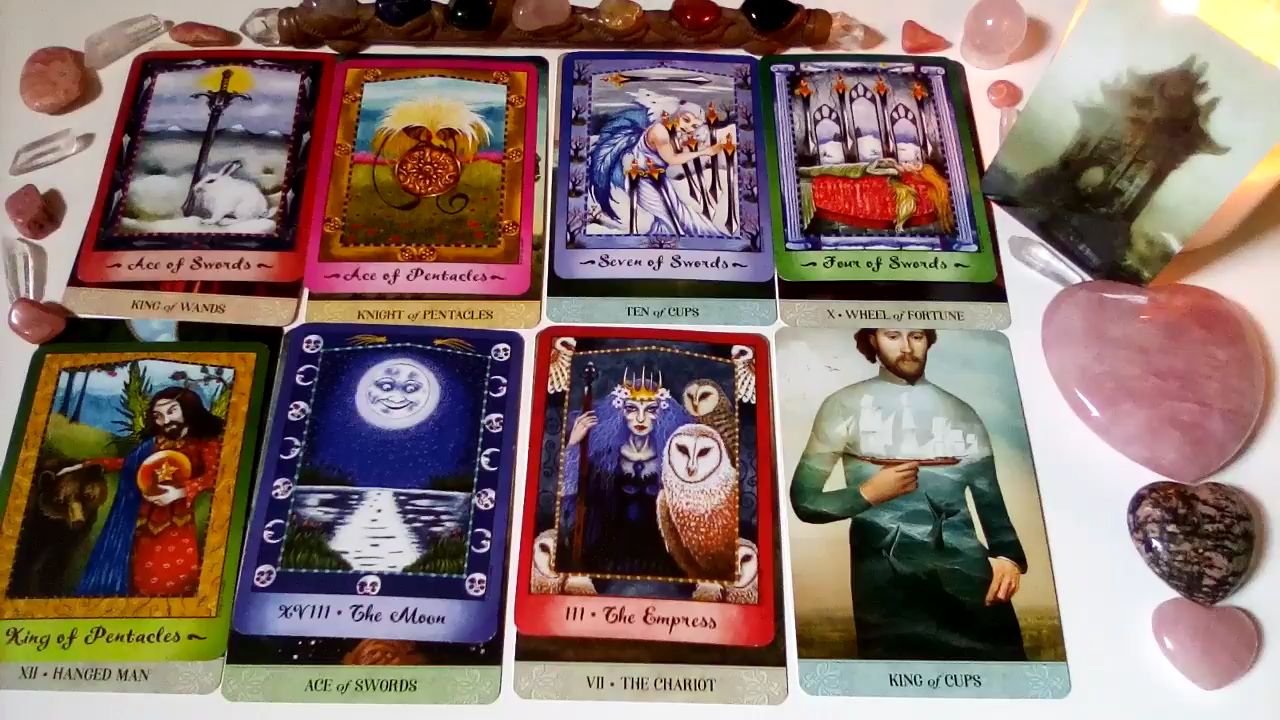 Ace of Swords
KING of WANDS
Ace of Pentacles
KNIGHT of PENTACLES
Seven of Swords
TEN of CUPS
Four of Swords
X • WHEEL of FORTUNE
King of Pentacles
XII • HANGED MAN
XVIII • The Moon
ACE of SWORDS
III • The Empress
VII • THE CHARIOT
KING of CUPS